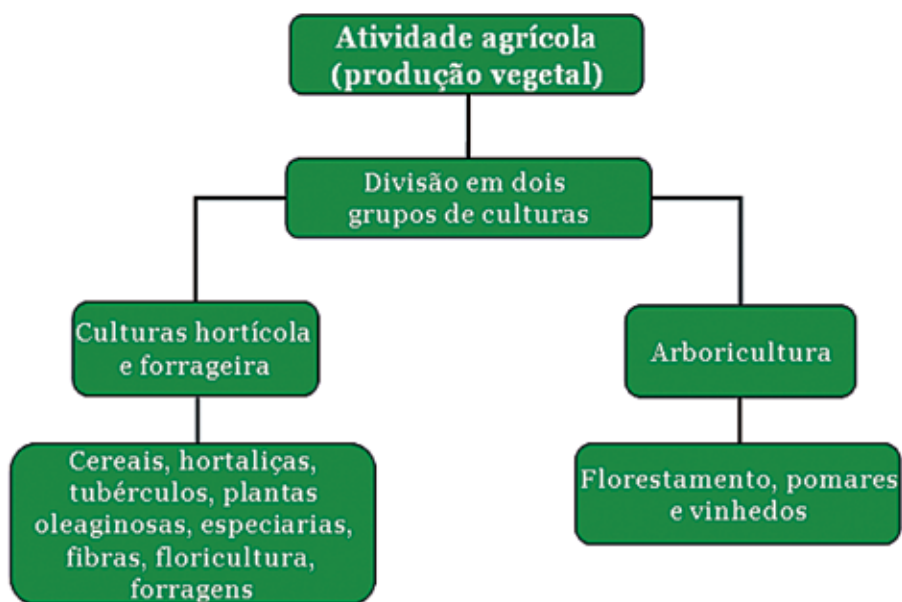 Atividade agrícola
(produção vegetal)
Divisão em dois
grupos de culturas
Culturas hortícola
e forrageira
Arboricultura
Cereais, hortaliças,
tubérculos, plantas
oleaginosas, especiarias,
fibras, floricultura,
forragens
Florestamento, pomares
e vinhedos